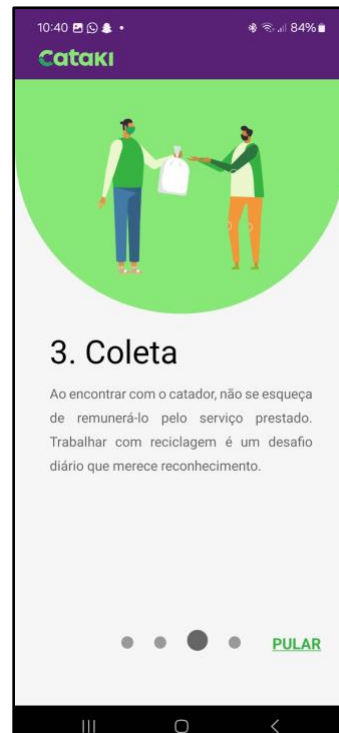 10:40
84%
Cataki
3. Coleta
Ao encontrar com o catador, não se esqueça
de remunerá-lo pelo serviço prestado.
Trabalhar com reciclagem é um desafio
diário que merece reconhecimento.
PULAR